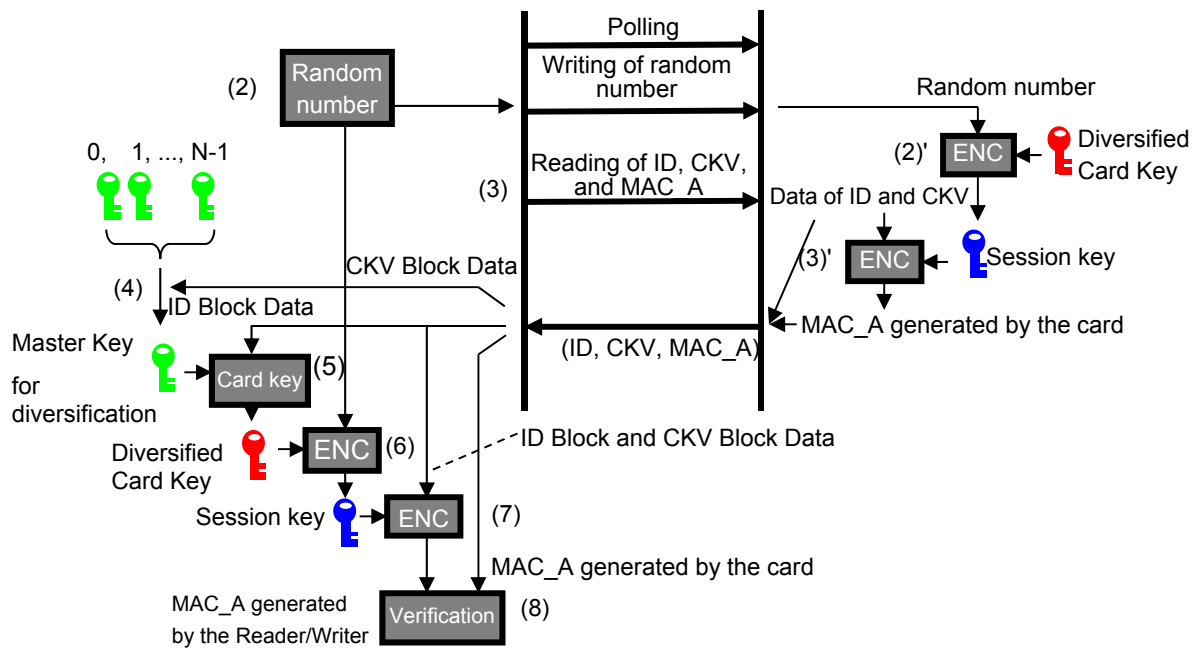 Polling
Writing of random
number
(2)
Random
number
Random number
0, 1, ..., N-1
(2)'
ENC
Diversified
Card Key
(3)
Reading of ID, CKV,
and MAC_A
Data of ID and CKV
(3)'
ENC
Session key
CKV Block Data
(4)
ID Block Data
MAC_A generated by the card
(ID, CKV, MAC_A)
Master Key
for
diversification
Card key
(5)
Diversified
Card Key
ENC
(6)
ID Block and CKV Block Data
Session key
ENC
(7)
MAC_A generated by the card
MAC_A generated
by the Reader/Writer
Verification
(8)